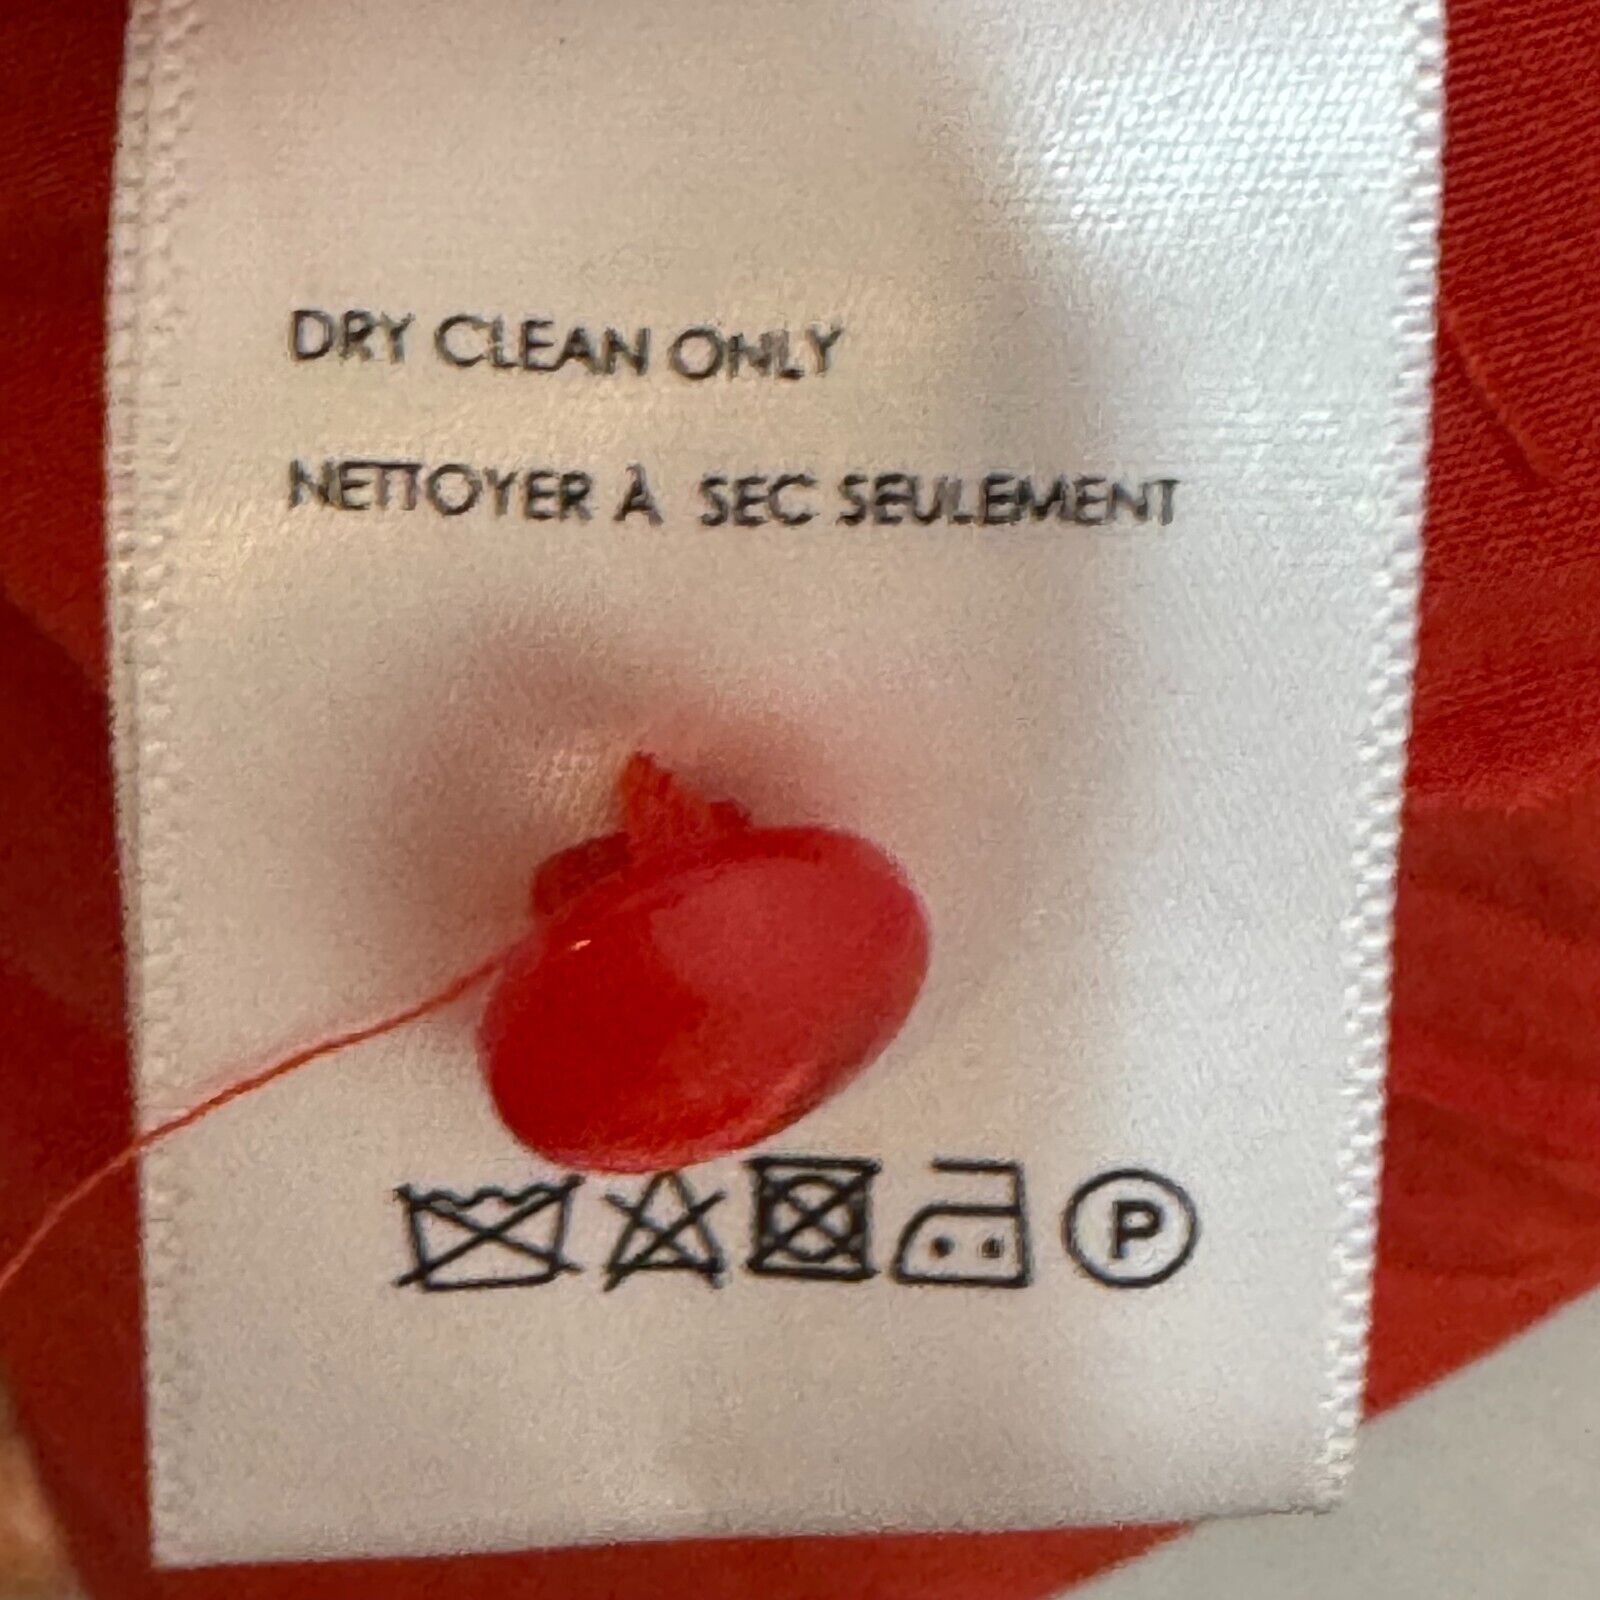 DRY CLEAN ONLY
NETTOYER À SEC SEULEMENT
P